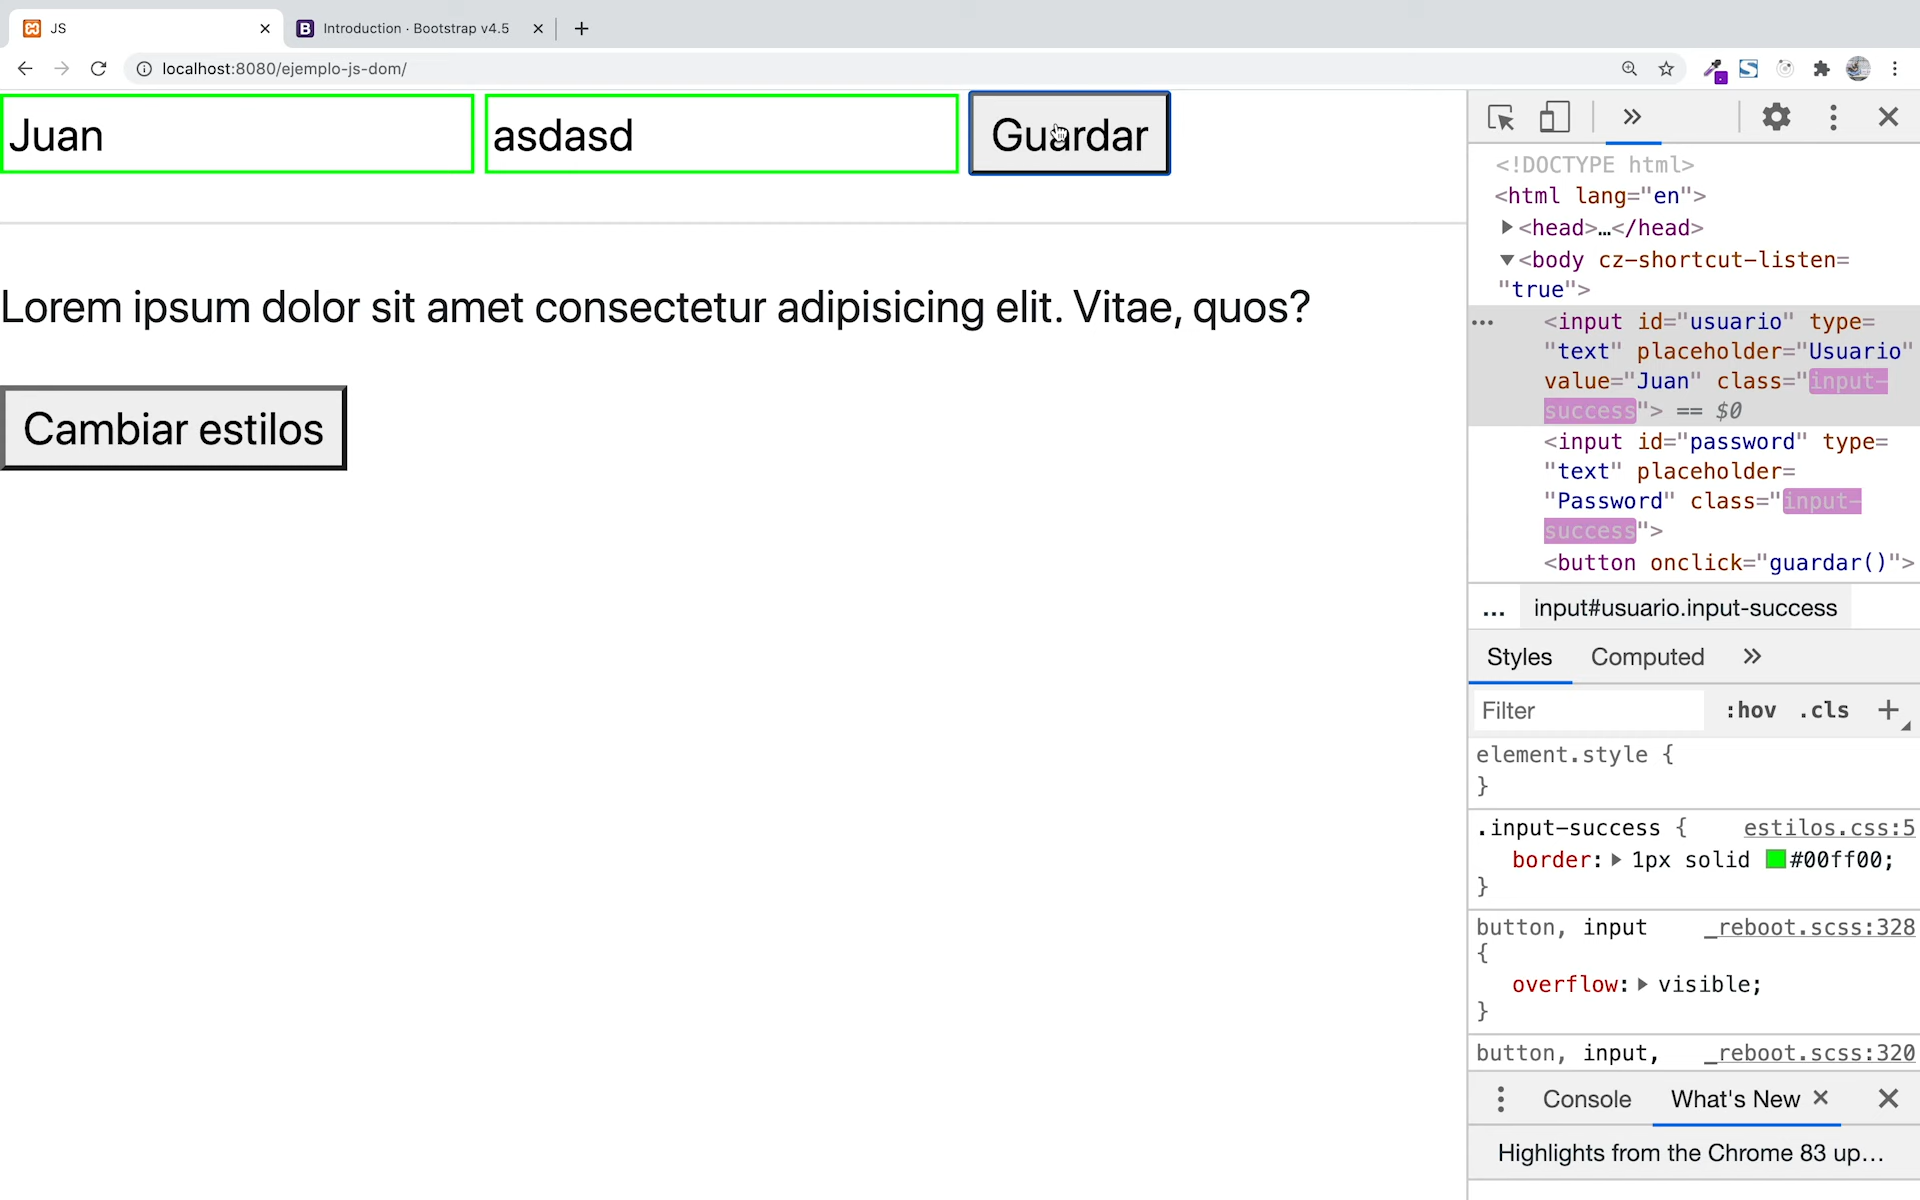 JS
Introduction · Bootstrap v4.5
localhost:8080/ejemplo-js-dom/
Juan
asdasd
Guardar
Lorem ipsum dolor sit amet consectetur adipisicing elit. Vitae, quos?
Cambiar estilos
<!DOCTYPE html>
<html lang="en">
<head>…</head>
<body cz-shortcut-listen=
"true">
<input id="usuario" type=
"text" placeholder="Usuario"
value="Juan" class="input-
success"> == $0
<input id="password" type=
"text" placeholder=
"Password" class="input-
success">
<button onclick="guardar()">
... input#usuario.input-success
Styles Computed
Filter :hov .cls +
element.style {
}
.input-success { estilos.css:5
border: 1px solid #00ff00;
}
button, input _reboot.scss:328
{
overflow: visible;
}
button, input, _reboot.scss:320
Console What's New
Highlights from the Chrome 83 up…